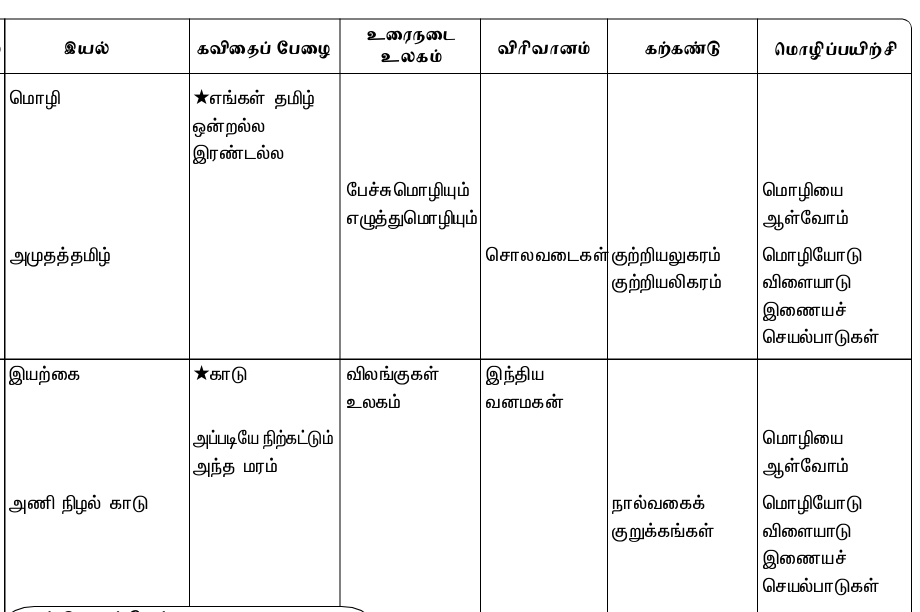 இயல் கவிதைப் பேழை உரைநடை உலகம் விரிவானம் கற்கண்டு மொழிப்பயிற்சி
மொழி ★எங்கள் தமிழ்
ஒன்றல்ல
இரண்டல்ல
பேச்சுமொழியும் மொழியை
எழுத்துமொழியும் ஆள்வோம்
அமுதத்தமிழ் சொலவடைகள் குற்றியலுகரம் மொழியோடு
குற்றியலிகரம் விளையாடு
இணையச்
செயல்பாடுகள்
இயற்கை ★காடு விலங்குகள் இந்திய
உலகம் வனமகன்
அப்படியே நிற்கட்டும் மொழியை
அந்த மரம் ஆள்வோம்
அணி நிழல் காடு நால்வகைக் மொழியோடு
குறுக்கங்கள் விளையாடு
இணையச்
செயல்பாடுகள்